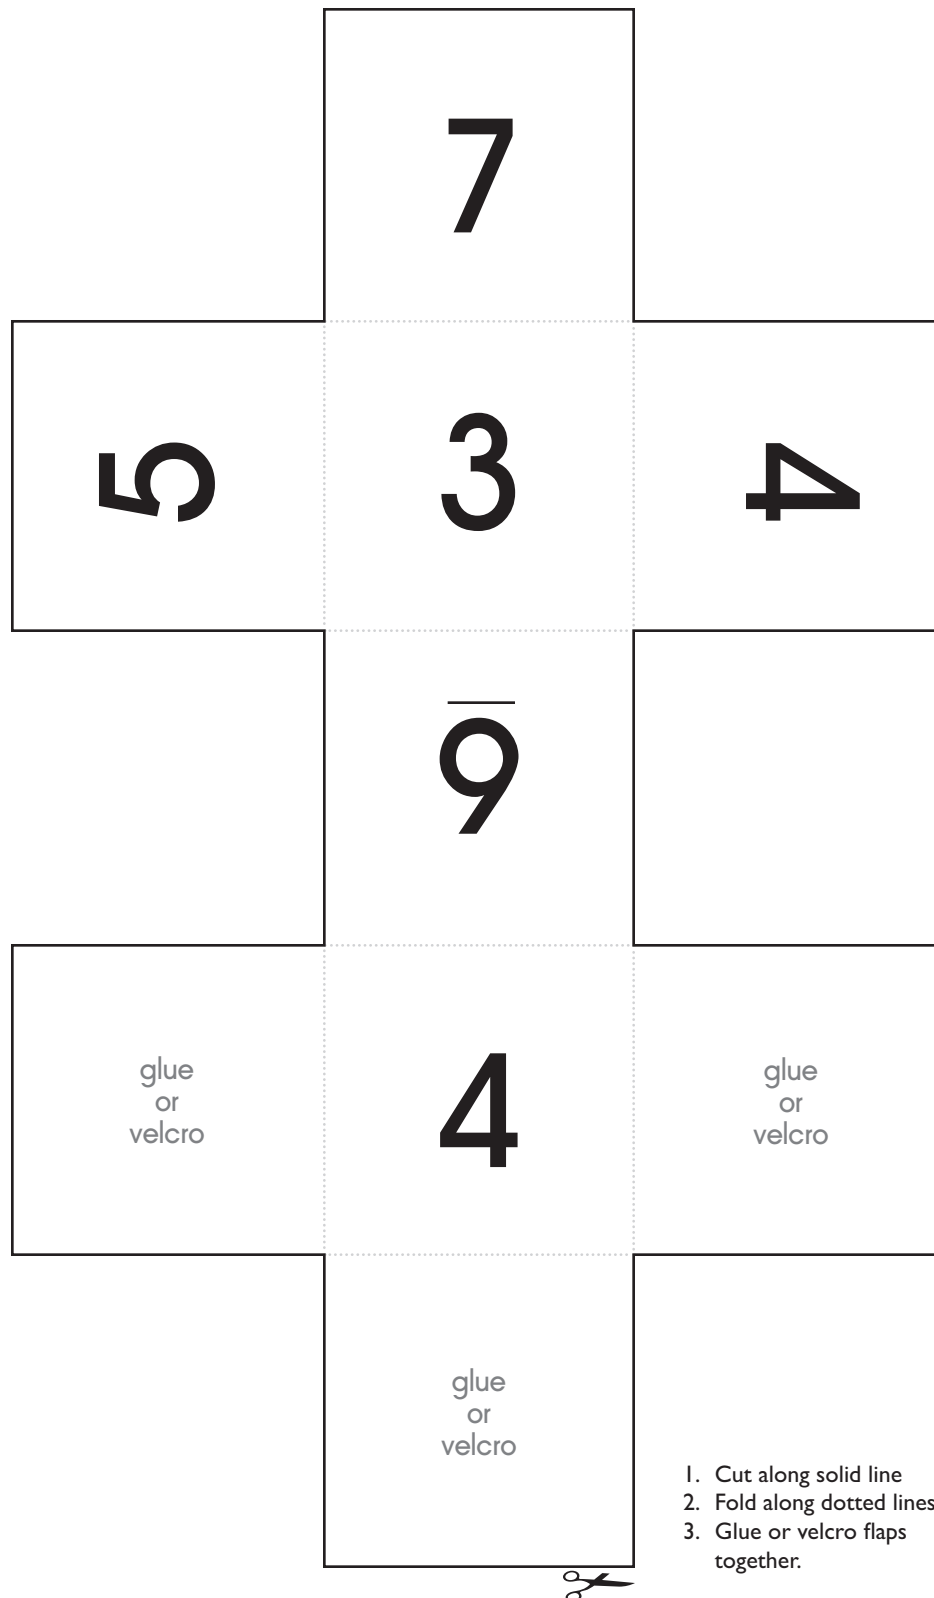 7
5 3 4
6
glue
or
velcro
4
glue
or
velcro
glue
or
velcro
1. Cut along solid line
2. Fold along dotted lines
3. Glue or velcro flaps
together.